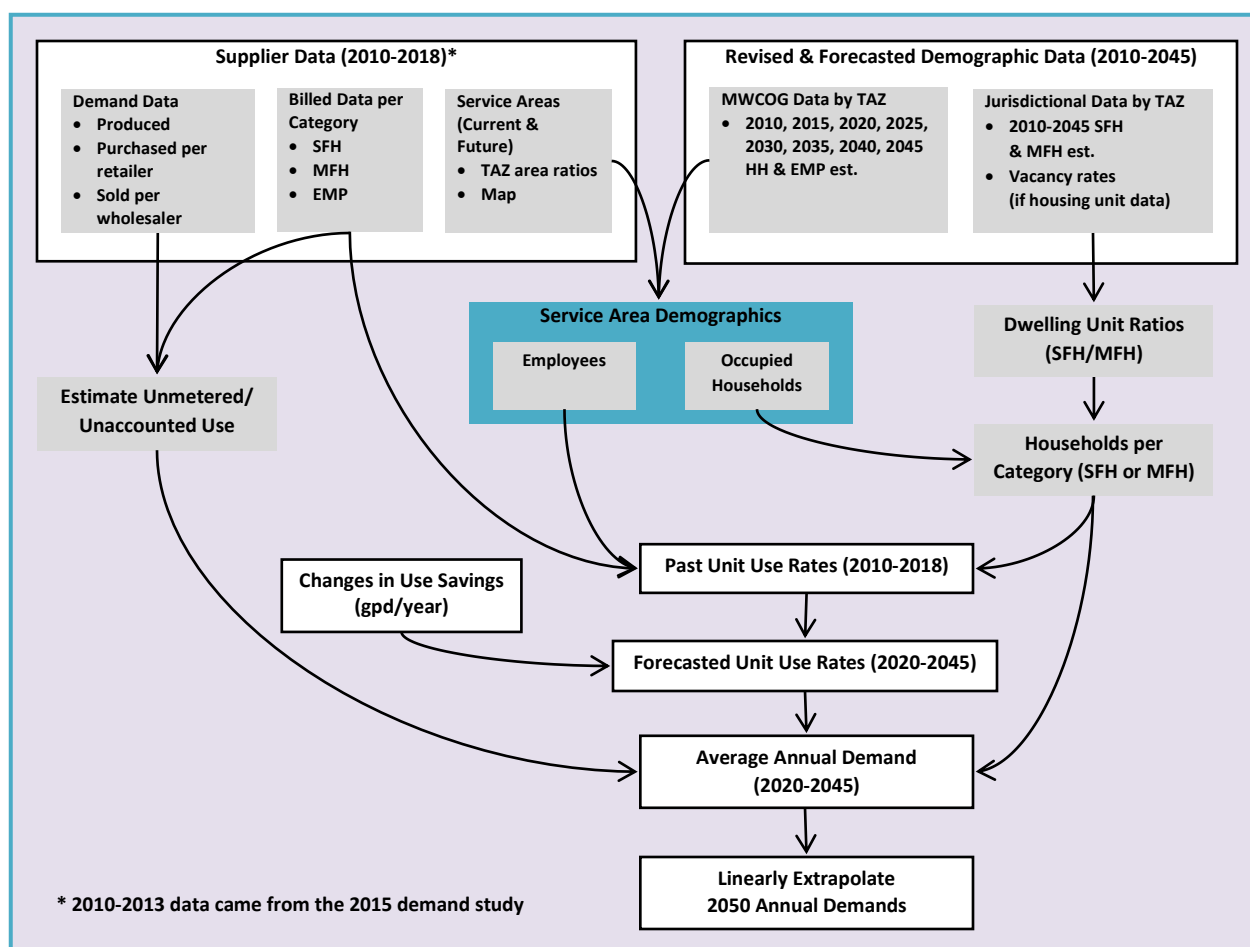 Supplier Data (2010-2018)*
Demand Data
• Produced
• Purchased per
retailer
• Sold per
wholesaler
Billed Data per
Category
• SFH
• MFH
• EMP
Service Areas
(Current &
Future)
• TAZ area ratios
• Map
Revised & Forecasted Demographic Data (2010-2045)
MWCOG Data by TAZ
• 2010, 2015, 2020, 2025,
2030, 2035, 2040, 2045
HH & EMP est.
Jurisdictional Data by TAZ
• 2010-2045 SFH
& MFH est.
• Vacancy rates
(if housing unit data)
Service Area Demographics
Employees
Occupied
Households
Dwelling Unit Ratios
(SFH/MFH)
Estimate Unmetered/
Unaccounted Use
Households per
Category (SFH or MFH)
Past Unit Use Rates (2010-2018)
Changes in Use Savings
(gpd/year)
Forecasted Unit Use Rates (2020-2045)
Average Annual Demand
(2020-2045)
Linearly Extrapolate
2050 Annual Demands
* 2010-2013 data came from the 2015 demand study